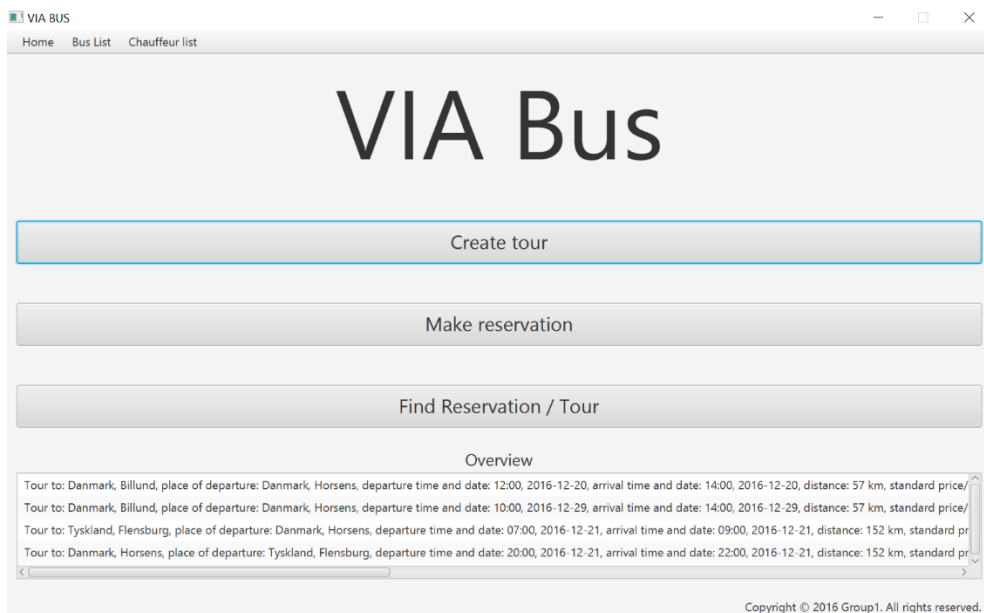 VIA BUS
Home Bus List Chauffeur list
VIA Bus
Create tour
Make reservation
Find Reservation / Tour
Overview
Tour to: Danmark, Billund, place of departure: Danmark, Horsens, departure time and date: 12:00, 2016-12-20, arrival time and date: 14:00, 2016-12-20, distance: 57 km, standard price/
Tour to: Danmark, Billund, place of departure: Danmark, Horsens, departure time and date: 10:00, 2016-12-29, arrival time and date: 14:00, 2016-12-29, distance: 57 km, standard price/
Tour to: Tyskland, Flensburg, place of departure: Danmark, Horsens, departure time and date: 07:00, 2016-12-21, arrival time and date: 09:00, 2016-12-21, distance: 152 km, standard pr
Tour to: Danmark, Horsens, place of departure: Tyskland, Flensburg, departure time and date: 20:00, 2016-12-21, arrival time and date: 22:00, 2016-12-21, distance: 152 km, standard pr
Copyright © 2016 Group1. All rights reserved.